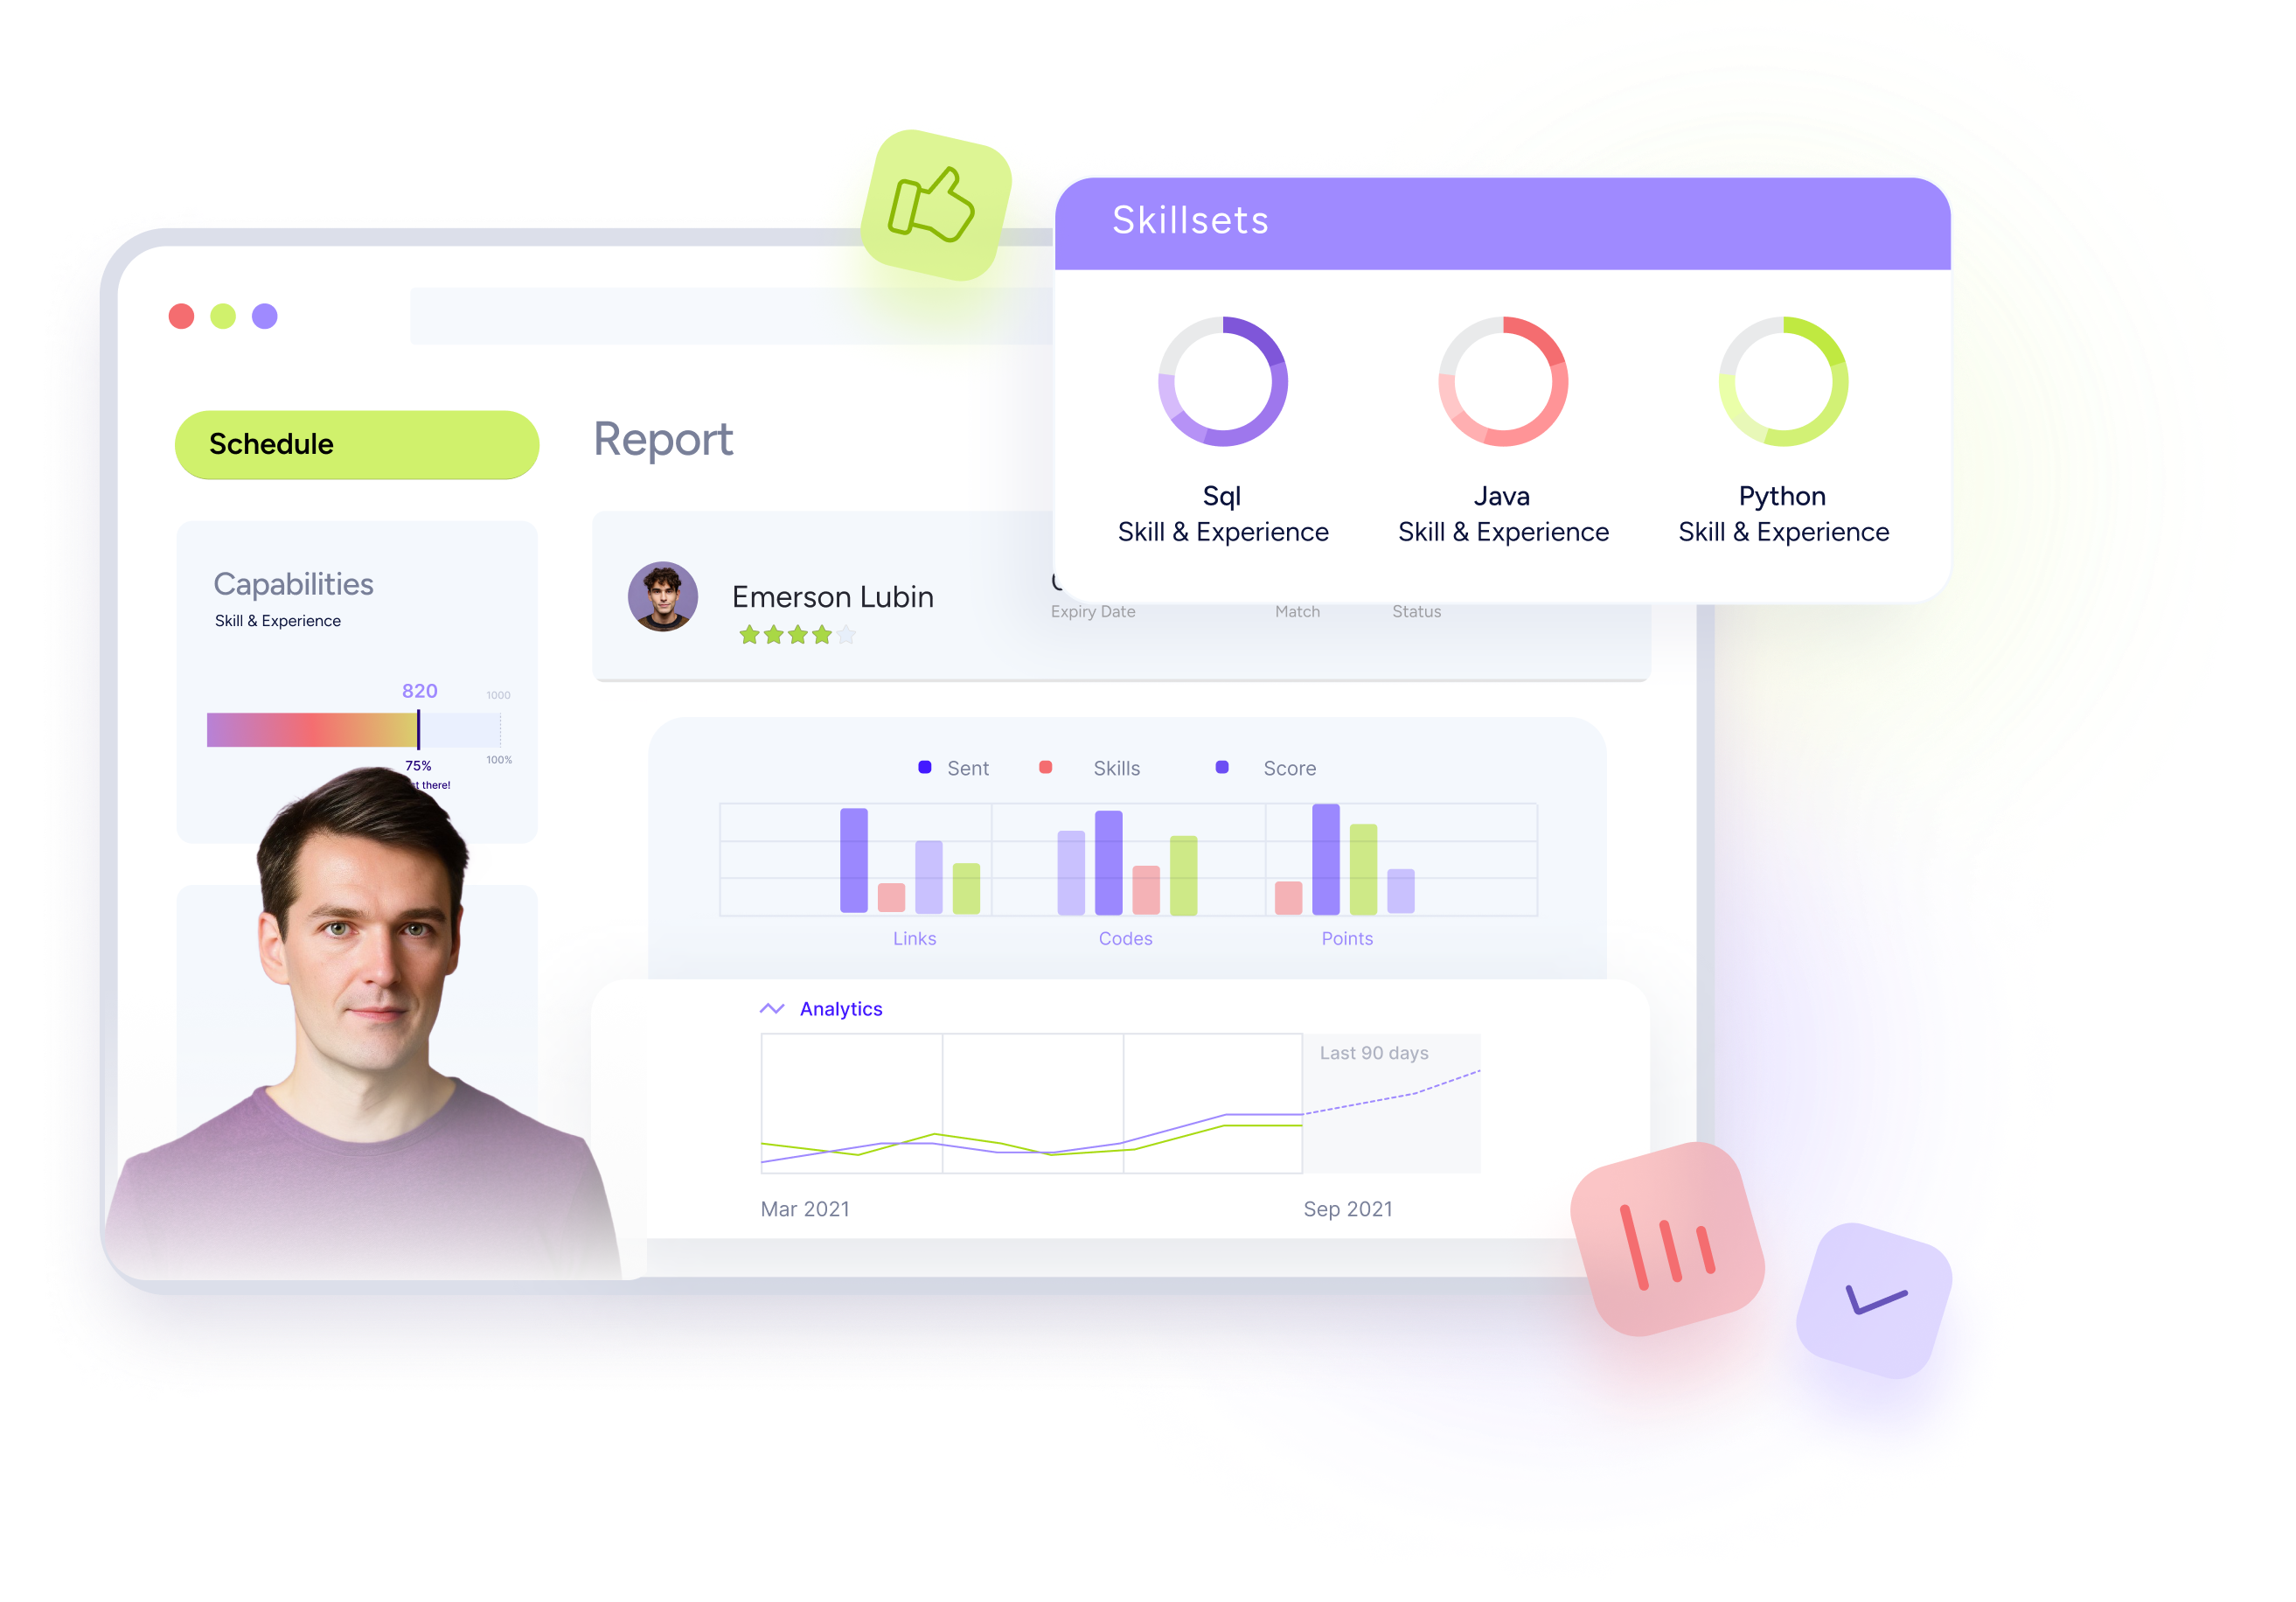 Skillsets
Sql
Skill & Experience
Java
Skill & Experience
Python
Skill & Experience
Schedule
Report
Capabilities
Skill & Experience
820
1000
75%
100%
there!
Emerson Lubin
Expiry Date
Match
Status
Sent
Skills
Score
Links
Codes
Points
Analytics
Last 90 days
Mar 2021
Sep 2021